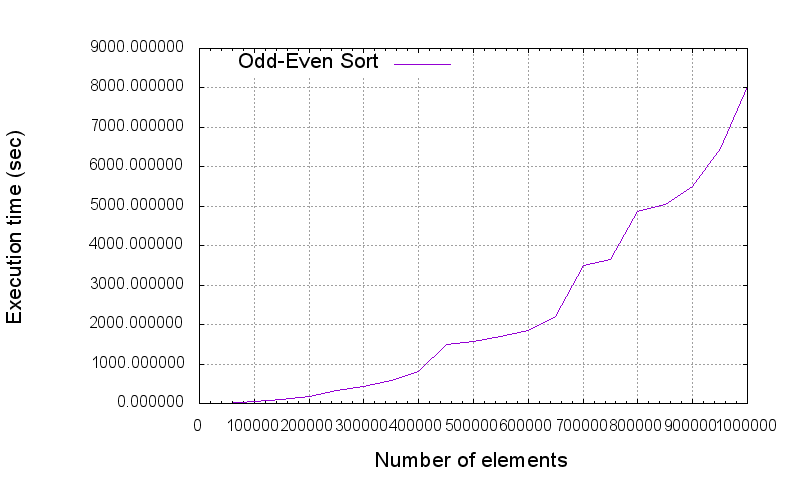 9000.000000
Odd-Even Sort
8000.000000
7000.000000
6000.000000
5000.000000
4000.000000
3000.000000
2000.000000
1000.000000
0.000000
Execution time (sec)
0 100000 200000 300000 400000 500000 600000 700000 800000 900000 1000000
Number of elements